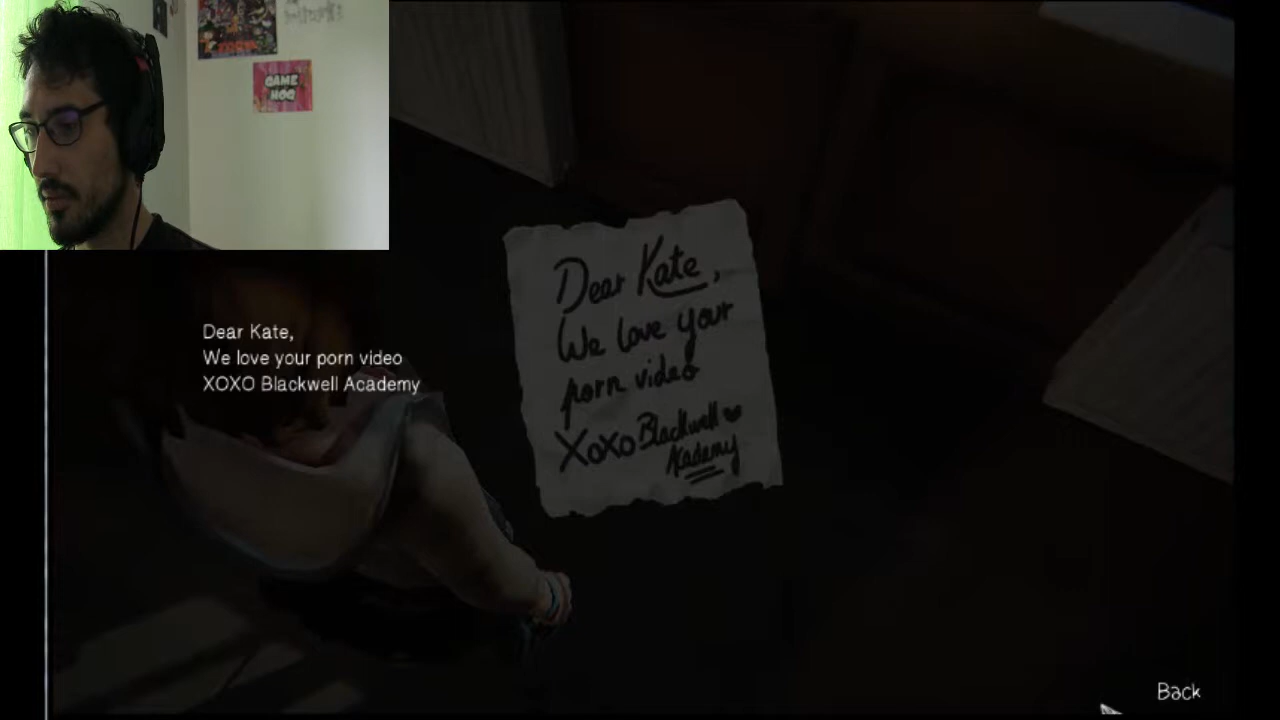 GAME
HOG
Dear Kate,
We love your porn video
XOXO Blackwell Academy
Dear Kate,
We love your
porn video
XoXo Blackwell
Academy
Back